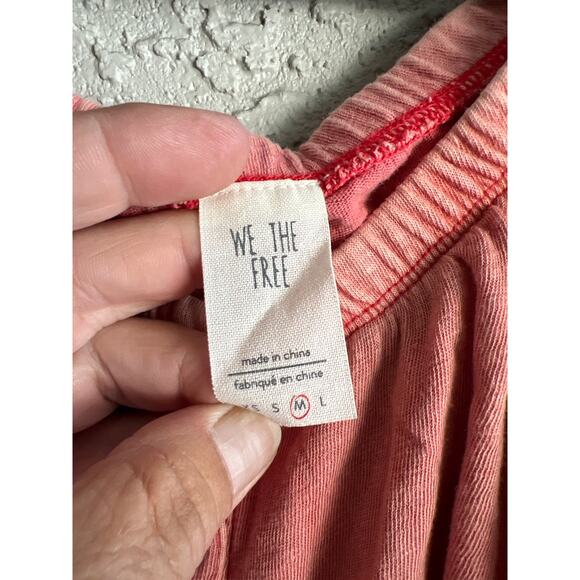 WE THE
FREE
made in china
fabriqué en chine
S S M L